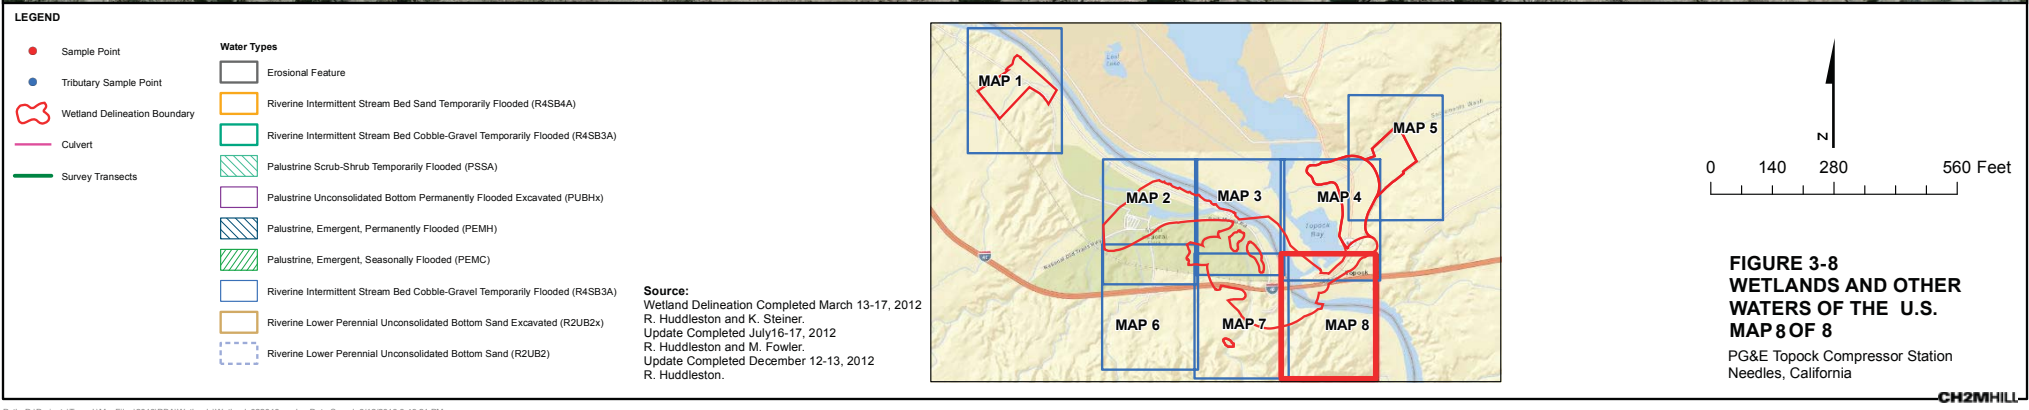 LEGEND
Sample Point
Tributary Sample Point
Wetland Delineation Boundary
Culvert
Survey Transects
Water Types
Erosional Feature
Riverine Intermittent Stream Bed Sand Temporarily Flooded (R4SB4A)
Riverine Intermittent Stream Bed Cobble-Gravel Temporarily Flooded (R4SB3A)
Palustrine Scrub-Shrub Temporarily Flooded (PSSA)
Palustrine Unconsolidated Bottom Permanently Flooded Excavated (PUBHx)
Palustrine, Emergent, Permanently Flooded (PEMH)
Palustrine, Emergent, Seasonally Flooded (PEMC)
Riverine Intermittent Stream Bed Cobble-Gravel Temporarily Flooded (R4SB3A)
Riverine Lower Perennial Unconsolidated Bottom Sand Excavated (R2UB2x)
Riverine Lower Perennial Unconsolidated Bottom Sand (R2UB2)
Source:
Wetland Delineation Completed March 13-17, 2012
R. Huddleston and K. Steiner.
Update Completed July16-17, 2012
R. Huddleston and M. Fowler.
Update Completed December 12-13, 2012
R. Huddleston.
MAP 1
MAP 5
MAP 2
MAP 3
MAP 4
Topock
Bay
Topock
MAP 6
MAP 7
MAP 8
N
0 140 280 560 Feet
FIGURE 3-8
WETLANDS AND OTHER
WATERS OF THE U.S.
MAP 8 OF 8
PG&E Topock Compressor Station
Needles, California
CH2MHILL